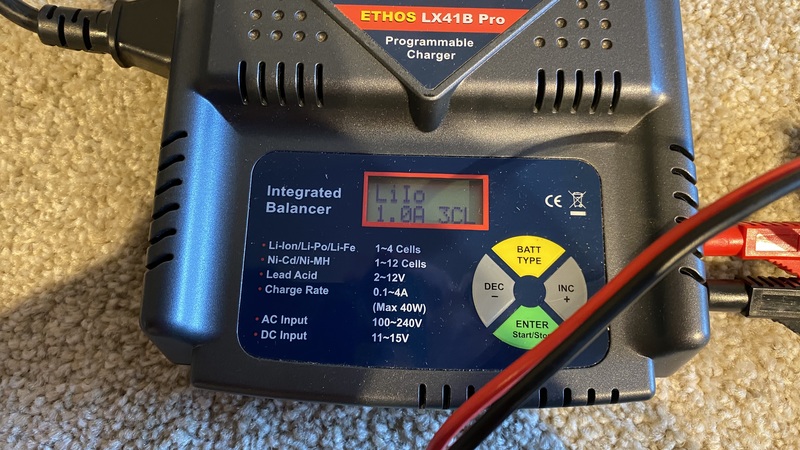 ETHOS LX41B Pro
Programmable
Charger
Integrated
Balancer
LiIo
1.0A 3CL
CE
• Li-Ion/Li-Po/Li-Fe 1~4 Cells
• Ni-Cd/Ni-MH 1~12 Cells
• Lead Acid 2~12V
• Charge Rate 0.1~4A
(Max 40W)
• AC Input 100~240V
• DC Input 11~15V
BATT
TYPE
DEC
–
INC
+
ENTER
Start/Stop